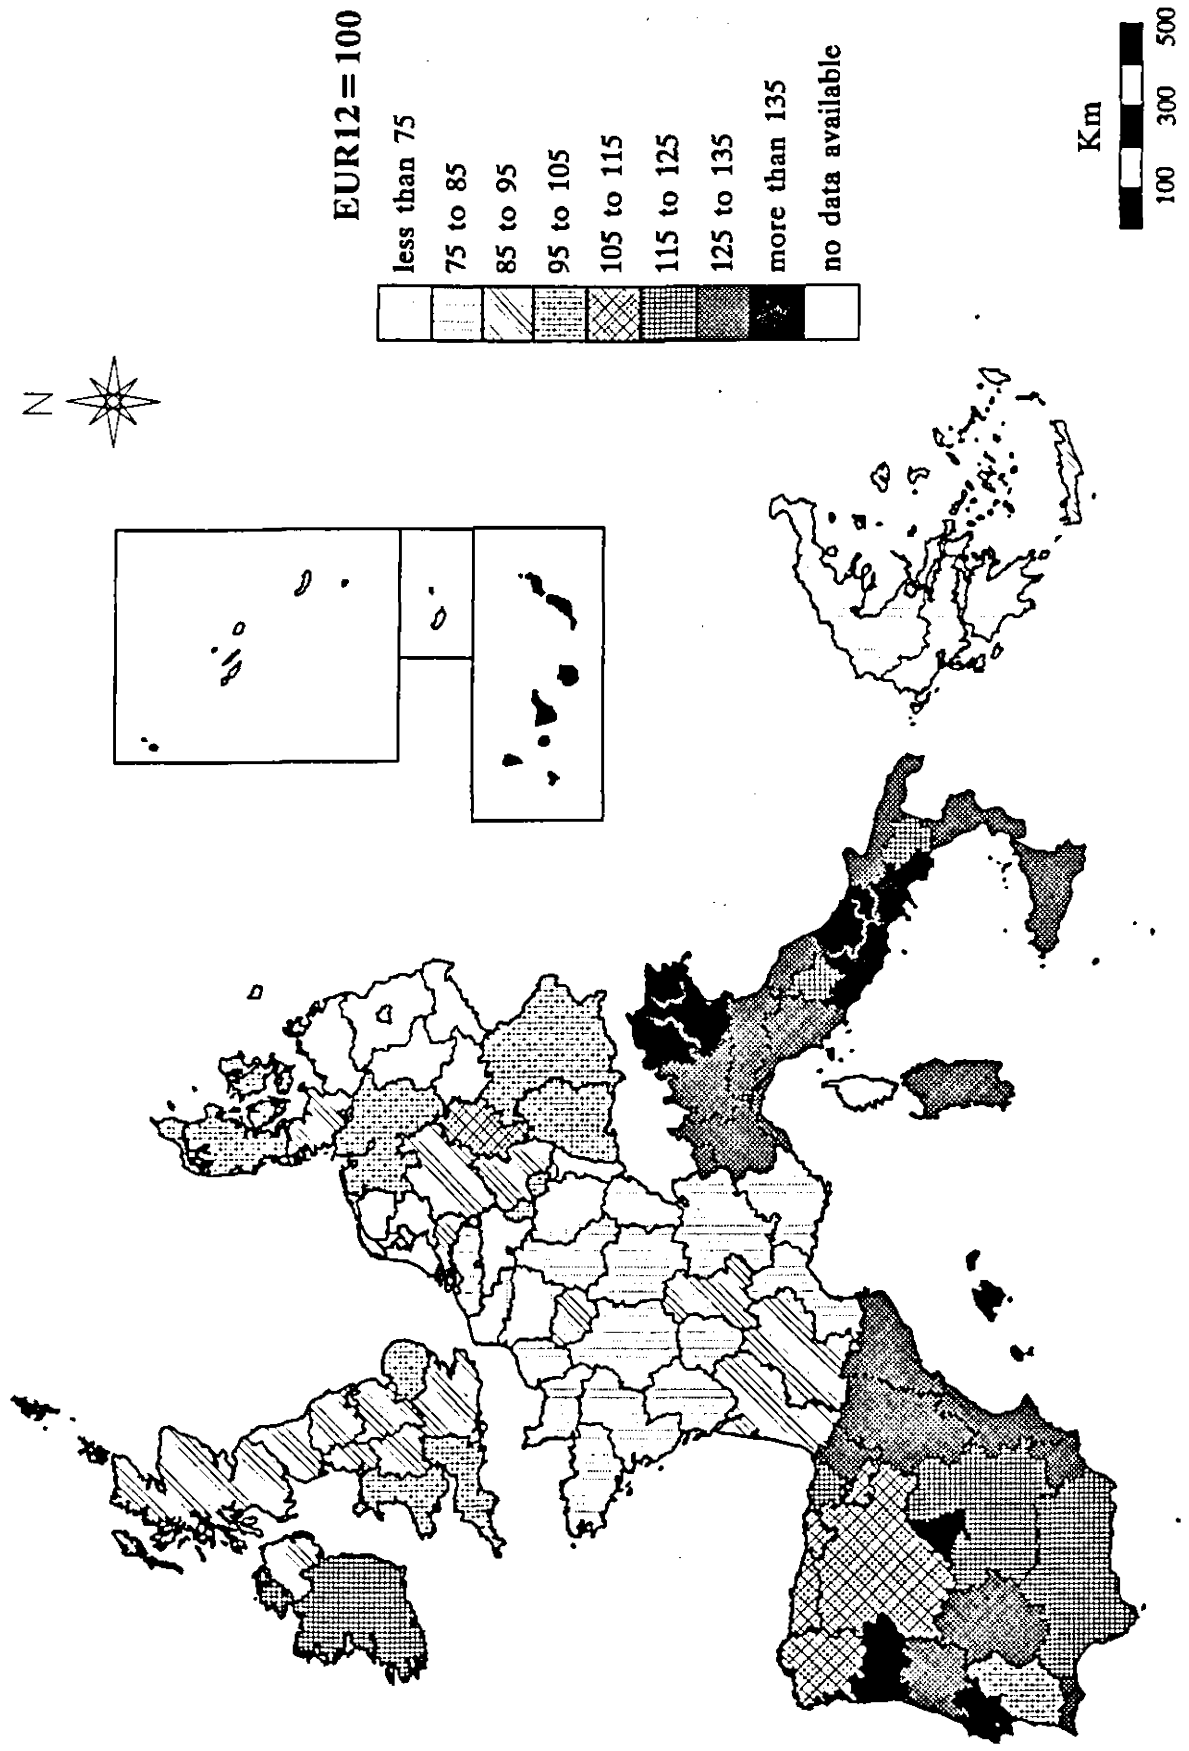 N
EUR12=100
less than 75
75 to 85
85 to 95
95 to 105
105 to 115
115 to 125
125 to 135
more than 135
no data available
Km
100 300 500